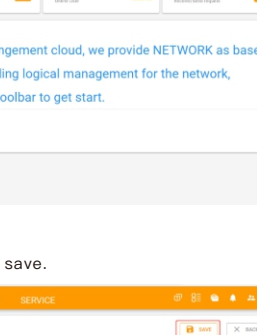 ngement cloud, we provide NETWORK as base
ling logical management for the network,
oolbar to get start.
save.
SERVICE
SAVE
BACK